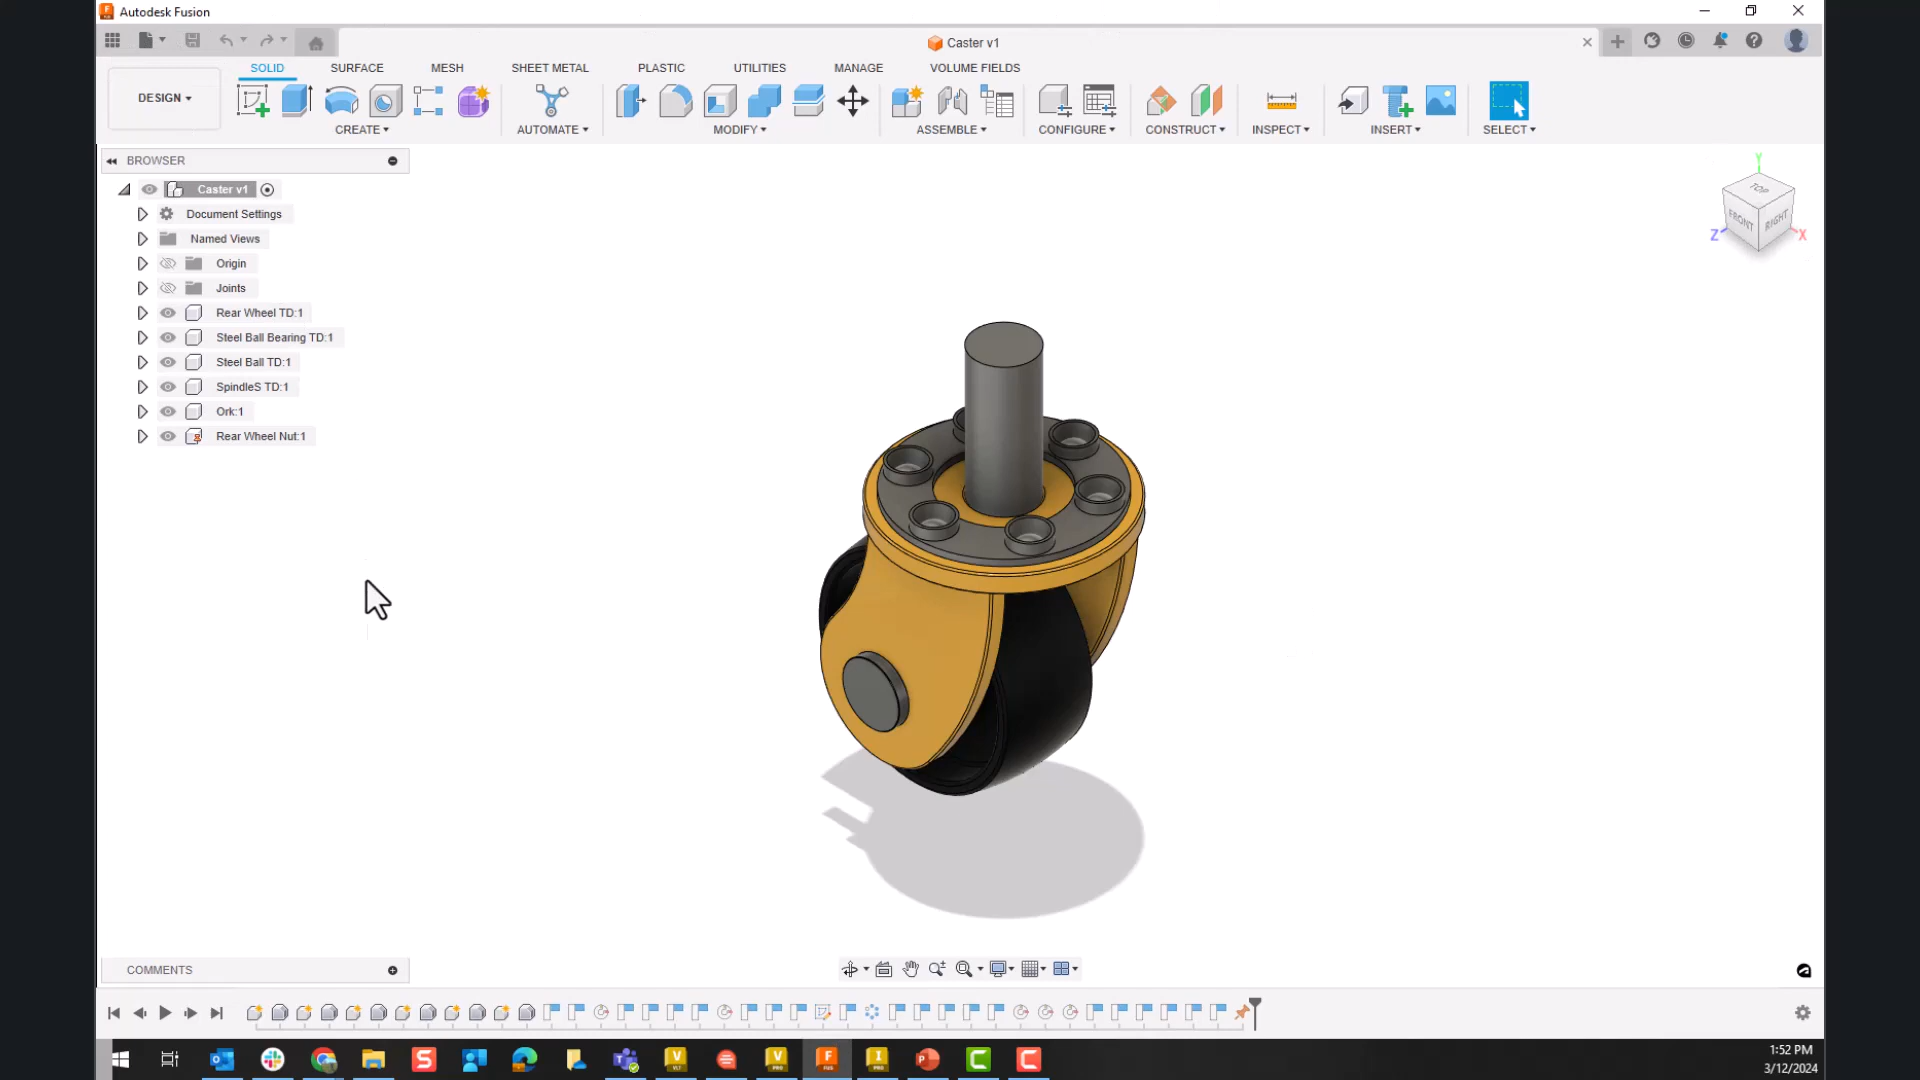 Autodesk Fusion
Caster v1
SOLID SURFACE MESH SHEET METAL PLASTIC UTILITIES MANAGE VOLUME FIELDS
DESIGN
CREATE AUTOMATE MODIFY ASSEMBLE CONFIGURE CONSTRUCT INSPECT INSERT SELECT
BROWSER
Caster v1
Document Settings
Named Views
Origin
Joints
Rear Wheel TD:1
Steel Ball Bearing TD:1
Steel Ball TD:1
SpindleS TD:1
Ork:1
Rear Wheel Nut:1
Y
TOP
FRONT RIGHT
Z X
COMMENTS
1:52 PM
3/12/2024